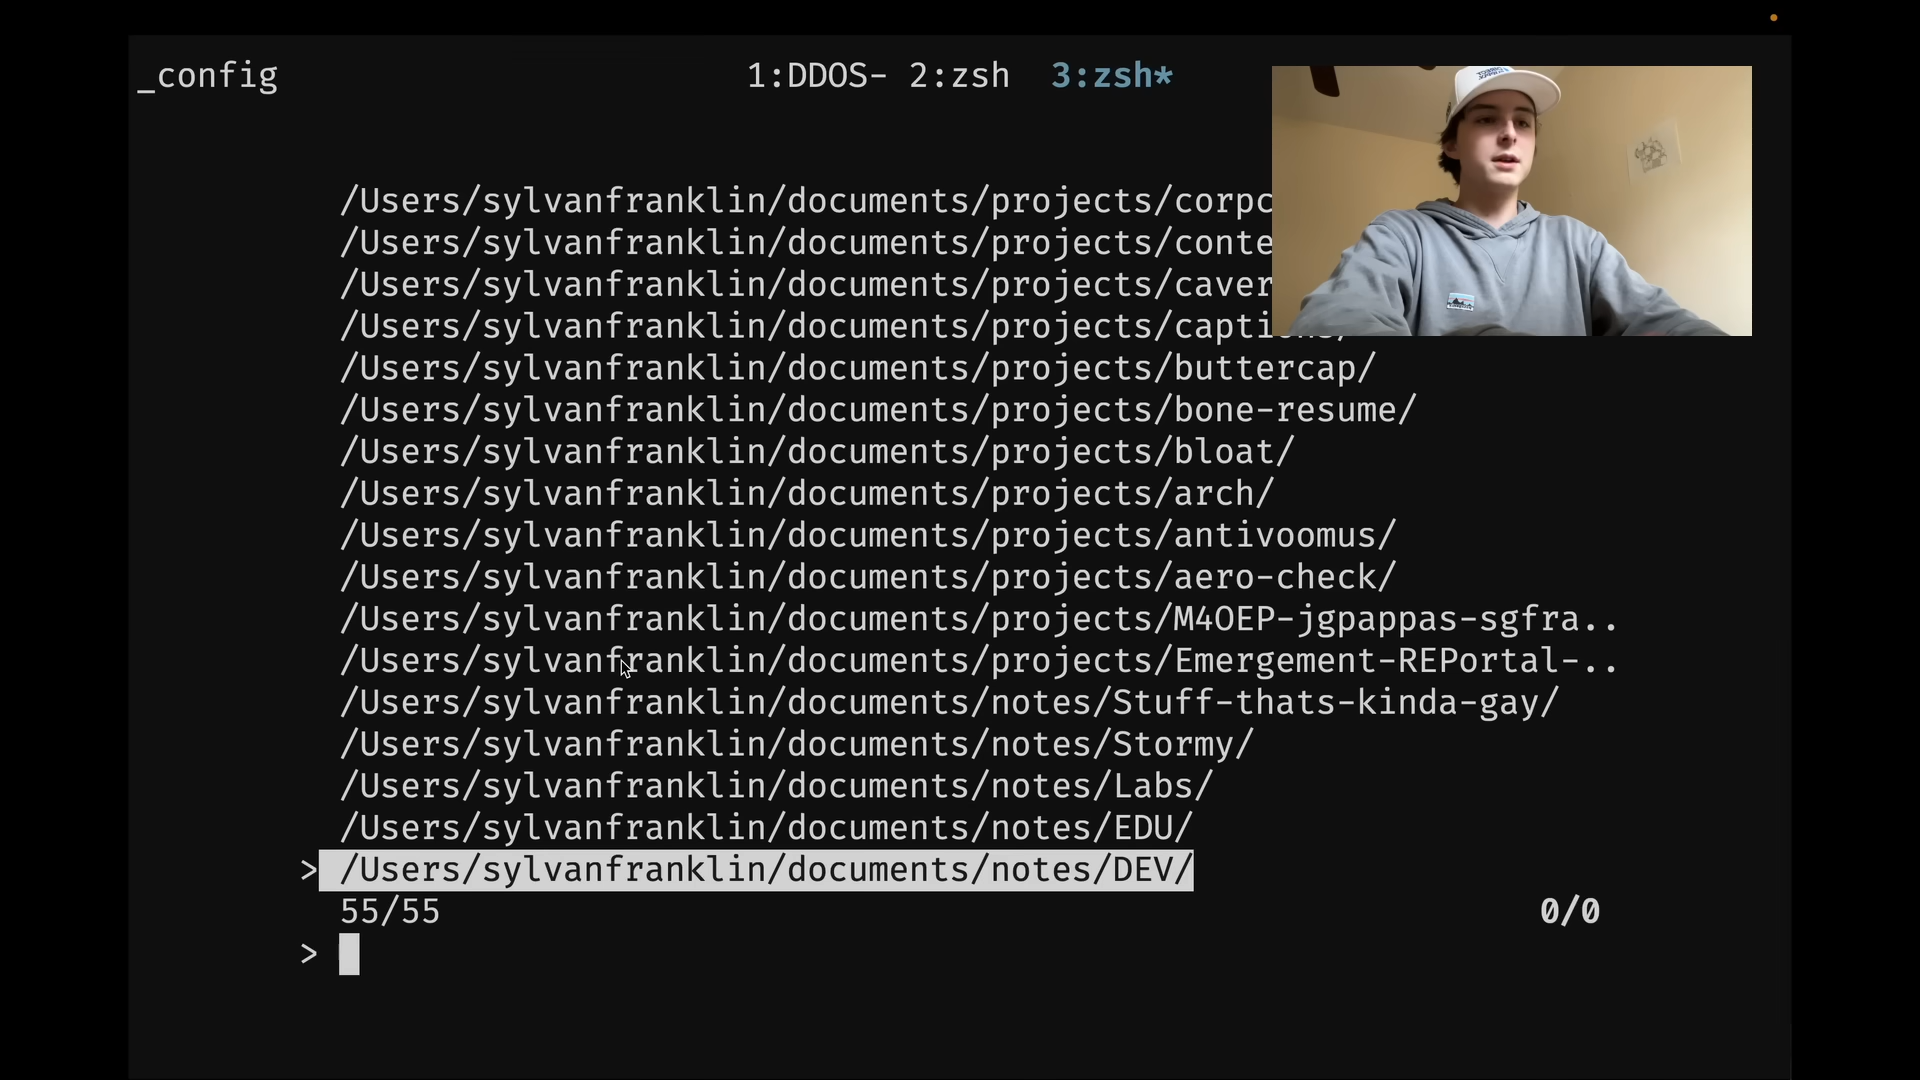 _config 1:DDOS- 2:zsh 3:zsh*
/Users/sylvanfranklin/documents/projects/corpc
/Users/sylvanfranklin/documents/projects/conte
/Users/sylvanfranklin/documents/projects/caver
/Users/sylvanfranklin/documents/projects/captions/
/Users/sylvanfranklin/documents/projects/buttercap/
/Users/sylvanfranklin/documents/projects/bone-resume/
/Users/sylvanfranklin/documents/projects/bloat/
/Users/sylvanfranklin/documents/projects/arch/
/Users/sylvanfranklin/documents/projects/antivoomus/
/Users/sylvanfranklin/documents/projects/aero-check/
/Users/sylvanfranklin/documents/projects/M4OEP-jgpappas-sgfra..
/Users/sylvanfranklin/documents/projects/Emergement-REPortal-..
/Users/sylvanfranklin/documents/notes/Stuff-thats-kinda-gay/
/Users/sylvanfranklin/documents/notes/Stormy/
/Users/sylvanfranklin/documents/notes/Labs/
/Users/sylvanfranklin/documents/notes/EDU/
> /Users/sylvanfranklin/documents/notes/DEV/
55/55 0/0
>